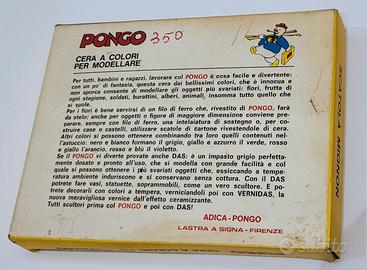 PONGO 350
CERA A COLORI
PER MODELLARE
Per tutti, bambini e ragazzi, lavorare col PONGO è cosa facile e divertente:
con un po' di fantasia, questa cera dai bellissimi colori, che è innocua e
non sporca consente di modellare gli oggetti più svariati: fiori, frutta di
ogni stagione, soldati, burattini, alberi, animali, insomma tutto quello che
si vuole.
Per i fiori è bene servirsi di un filo di ferro che, rivestito di PONGO, farà
da stelo; anche per oggetti o figure di maggiore dimensione conviene pre-
parare, sempre con filo di ferro, una intelaiatura di sostegno o, per co-
struire case o castelli, utilizzare scatole di cartone rivestendole di cera.
Altri colori si possono ottenere combinando tra loro quelli contenuti nel-
l'astuccio: nero e bianco formano il grigio, giallo e azzurro il verde, rosso
e giallo l'arancio, rosso e blu il violetto.
Se il PONGO vi diverte provate anche DAS: è un impasto grigio perfetta-
mente dosato e pronto all'uso, che si modella con grande facilità e col
quale si possono ottenere i più svariati oggetti che, essiccando a tempe-
ratura ambiente induriscono e si conservano senza cottura. Con il DAS
potrete fare vasi, statuette, soprammobili, come un vero scultore. E po-
trete decorarli con colori a tempera, verniciandoli poi con VERNIDAS, la
nuova meravigliosa vernice dall'effetto ceramizzante.
Tutti scultori prima col PONGO e poi con DAS!
ADICA-PONGO
LASTRA A SIGNA - FIRENZE
SCATOLA MIGNON
subito